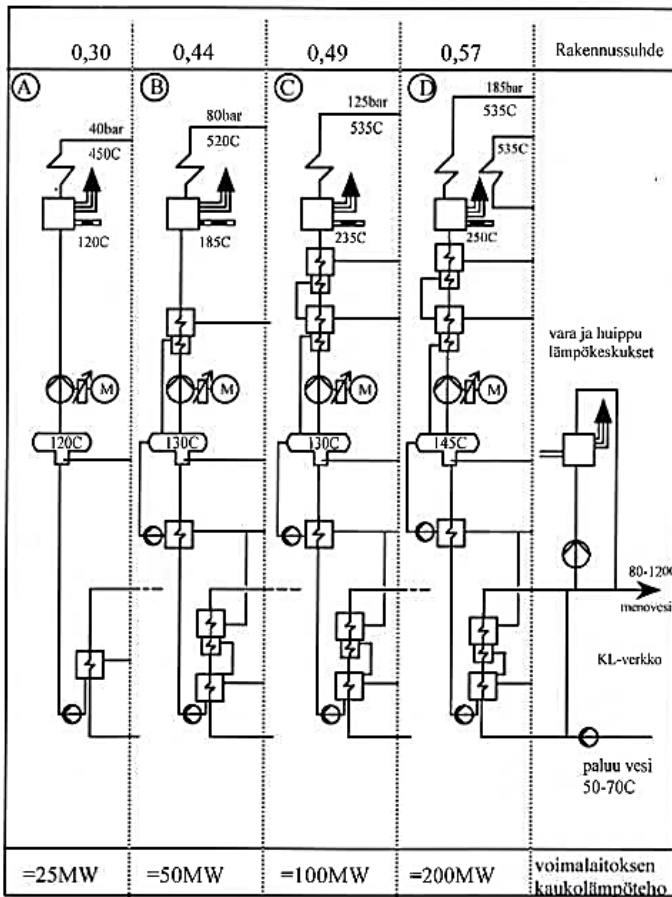 0,30
0,44
0,49
0,57
Rakennussuhde
A
B
C
D
40bar
450C
80bar
520C
125bar
535C
185bar
535C
535C
120C
185C
235C
250C
vara ja huippu
lämpökeskukset
M
M
M
M
120C
130C
130C
145C
80-120C
menovesi
KL-verkko
paluu vesi
50-70C
=25MW
=50MW
=100MW
=200MW
voimalaitoksen
kaukolämpöteho